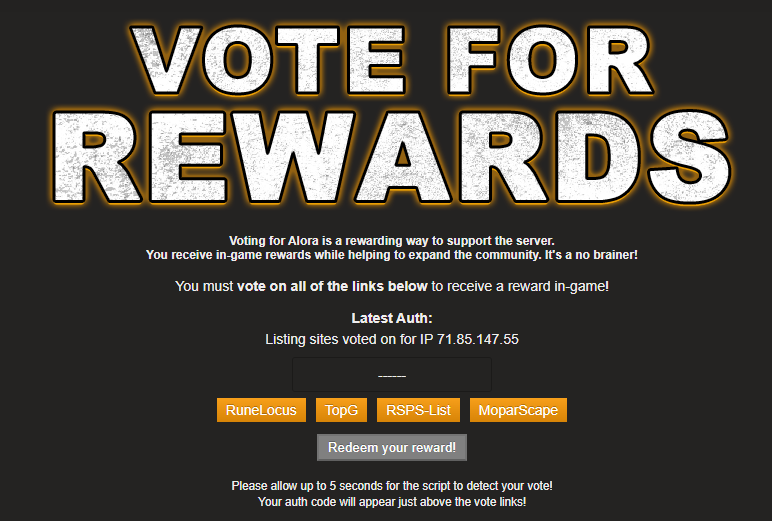 VOTE FOR
REWARDS
Voting for Alora is a rewarding way to support the server.
You receive in-game rewards while helping to expand the community. It's a no brainer!
You must vote on all of the links below to receive a reward in-game!
Latest Auth:
Listing sites voted on for IP 71.85.147.55
------
RuneLocus TopG RSPS-List MoparScape
Redeem your reward!
Please allow up to 5 seconds for the script to detect your vote!
Your auth code will appear just above the vote links!